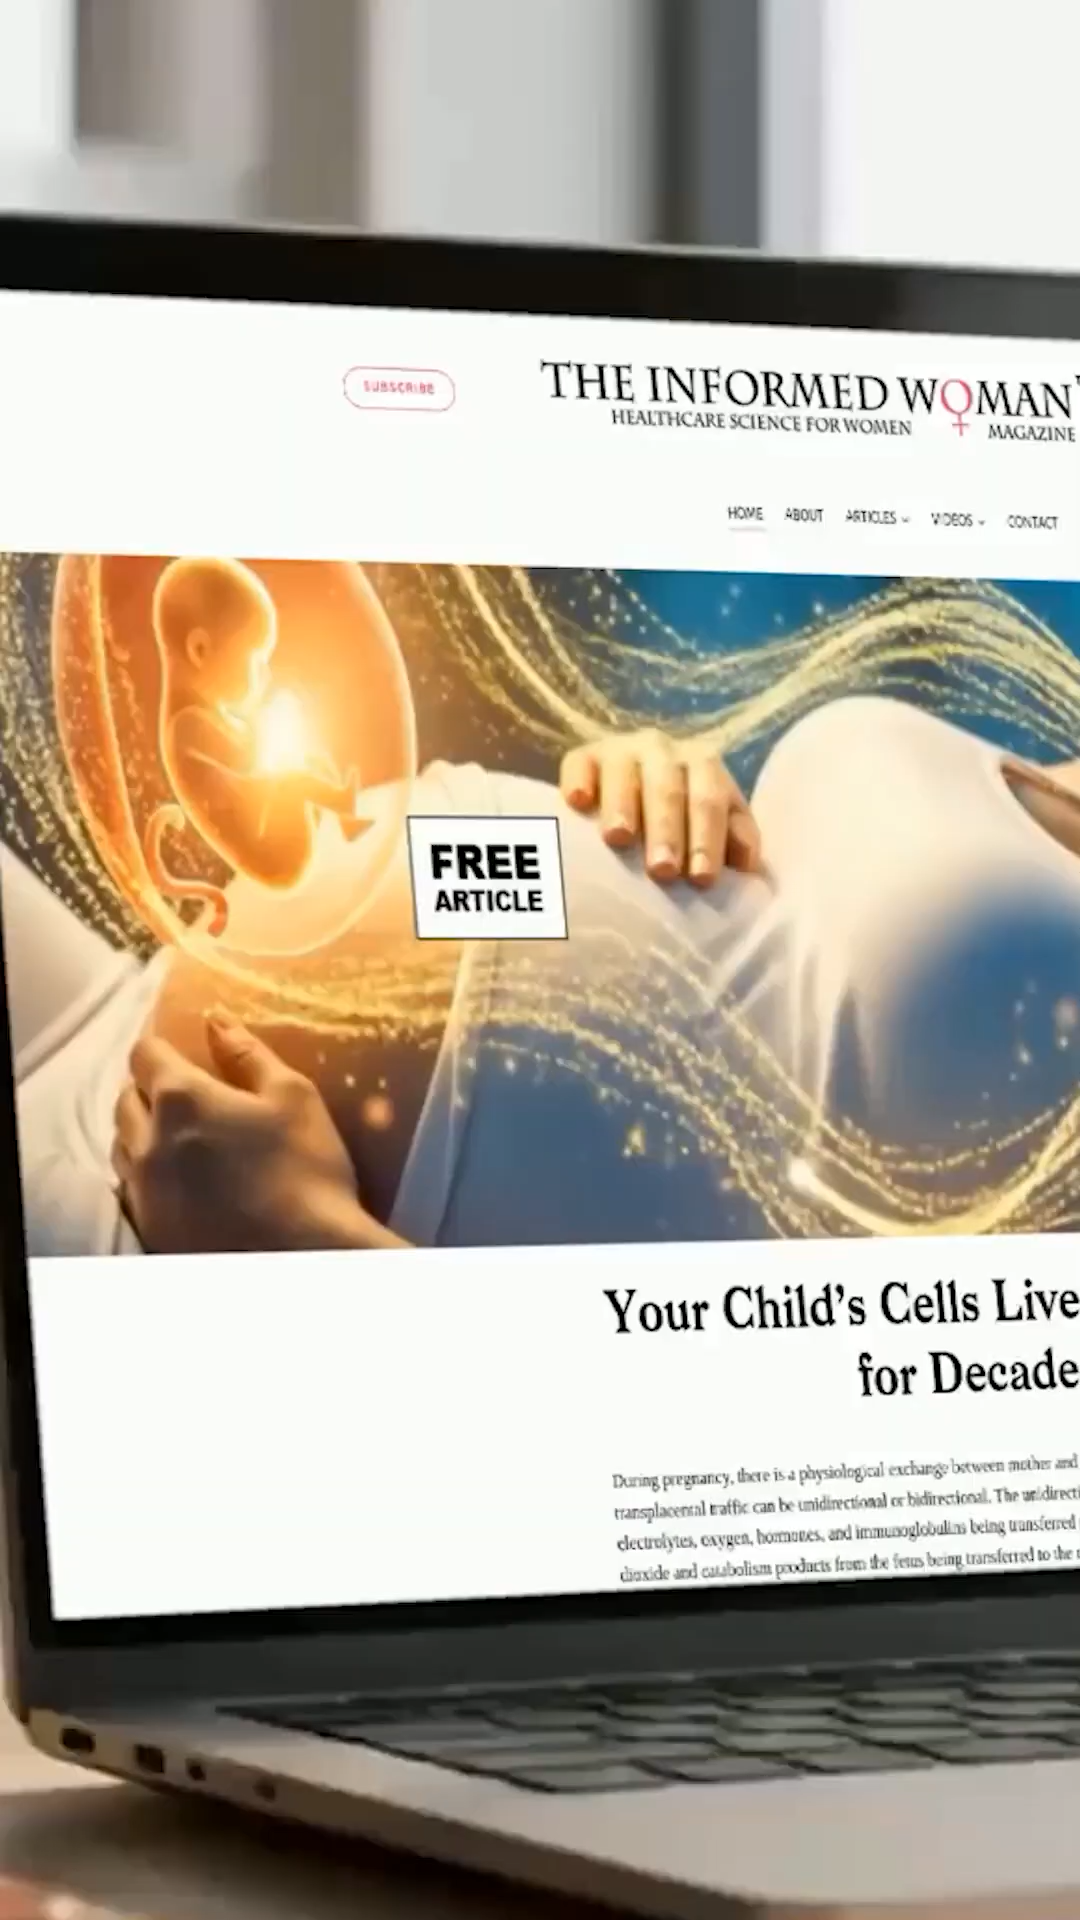 SUBSCRIBE
THE INFORMED WOMAN
HEALTHCARE SCIENCE FOR WOMEN MAGAZINE
HOME ABOUT ARTICLES VIDEOS CONTACT
FREE
ARTICLE
Your Child's Cells Live
for Decade
During pregnancy, there is a physiological exchange between mother and
transplacental traffic can be unidirectional or bidirectional. The unidirecti
electrolytes, oxygen, hormones, and immunoglobulins being transferred
dioxide and catabolism products from the fetus being transferred to the